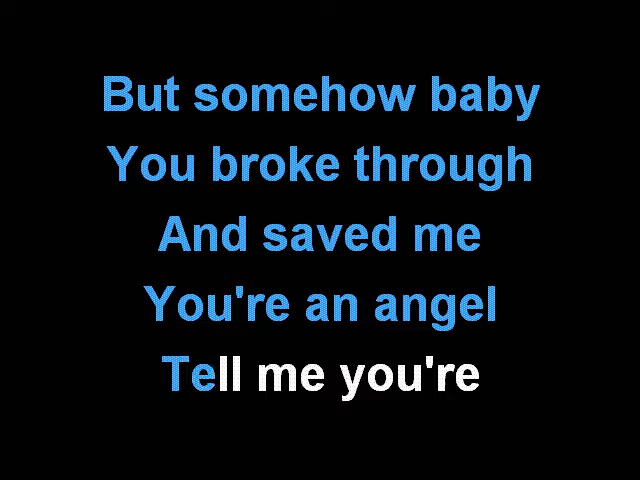 But somehow baby
You broke through
And saved me
You're an angel
Tell me you're